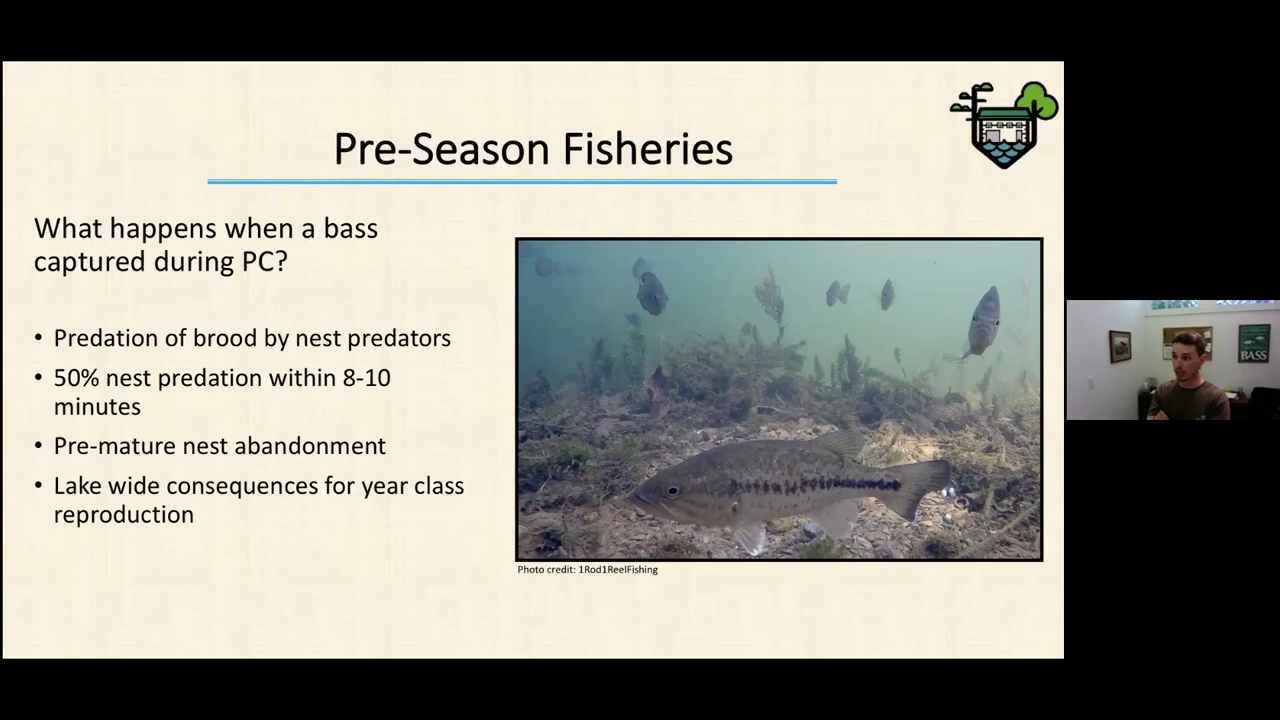 Pre-Season Fisheries
What happens when a bass
captured during PC?
• Predation of brood by nest predators
• 50% nest predation within 8-10
minutes
• Pre-mature nest abandonment
• Lake wide consequences for year class
reproduction
Photo credit: 1Rod1ReelFishing
BASS